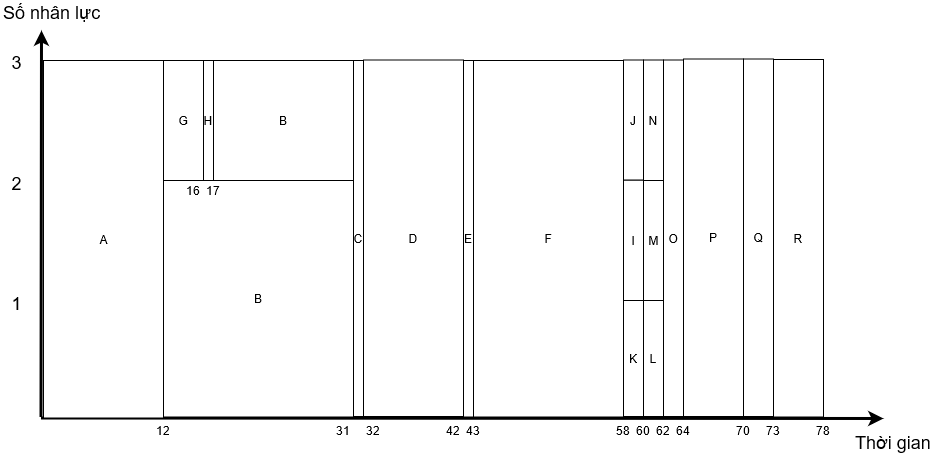 Số nhân lực
3
G H B J N
2
16 17
A C D E F I M O P Q R
B
1
K L
12 31 32 42 43 58 60 62 64 70 73 78
Thời gian